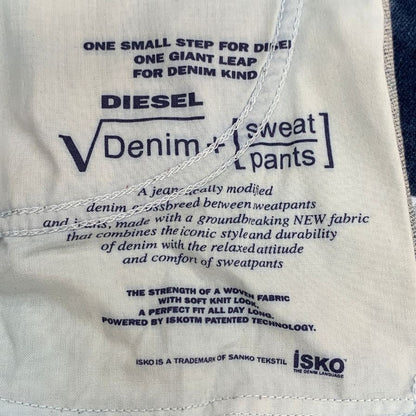 ONE SMALL STEP FOR DIESEL
ONE GIANT LEAP
FOR DENIM KIND
DIESEL
√Denim + [sweat
pants]
A jeanetically modified
denim crossbreed between sweatpants
and jeans, made with a groundbreaking NEW fabric
that combines the iconic style and durability
of denim with the relaxed attitude
and comfort of sweatpants
THE STRENGTH OF A WOVEN FABRIC
WITH SOFT KNIT LOOK.
A PERFECT FIT ALL DAY LONG.
POWERED BY ISKOTM PATENTED TECHNOLOGY.
ISKO IS A TRADEMARK OF SANKO TEKSTIL
İSKO™
THE DENIM LANGUAGE